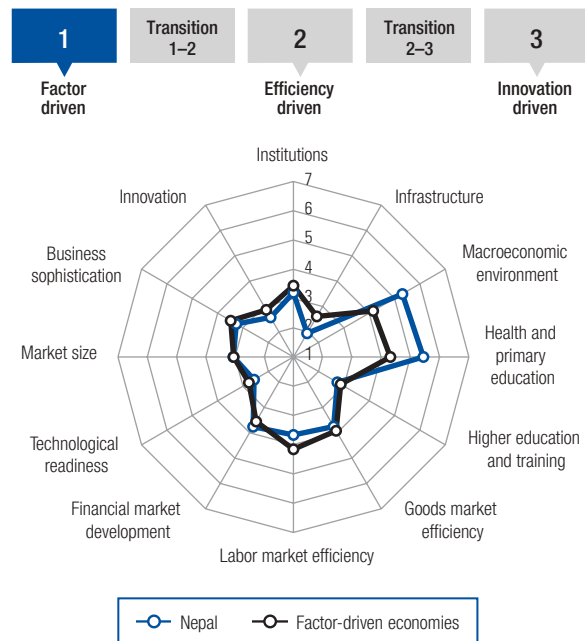 1
Transition
1–2
2
Transition
2–3
3
Factor
driven
Efficiency
driven
Innovation
driven
Institutions
Infrastructure
Macroeconomic
environment
Health and
primary
education
Higher education
and training
Goods market
efficiency
Labor market efficiency
Financial market
development
Technological
readiness
Market size
Business
sophistication
Innovation
7
6
5
4
3
2
1
Nepal
Factor-driven economies